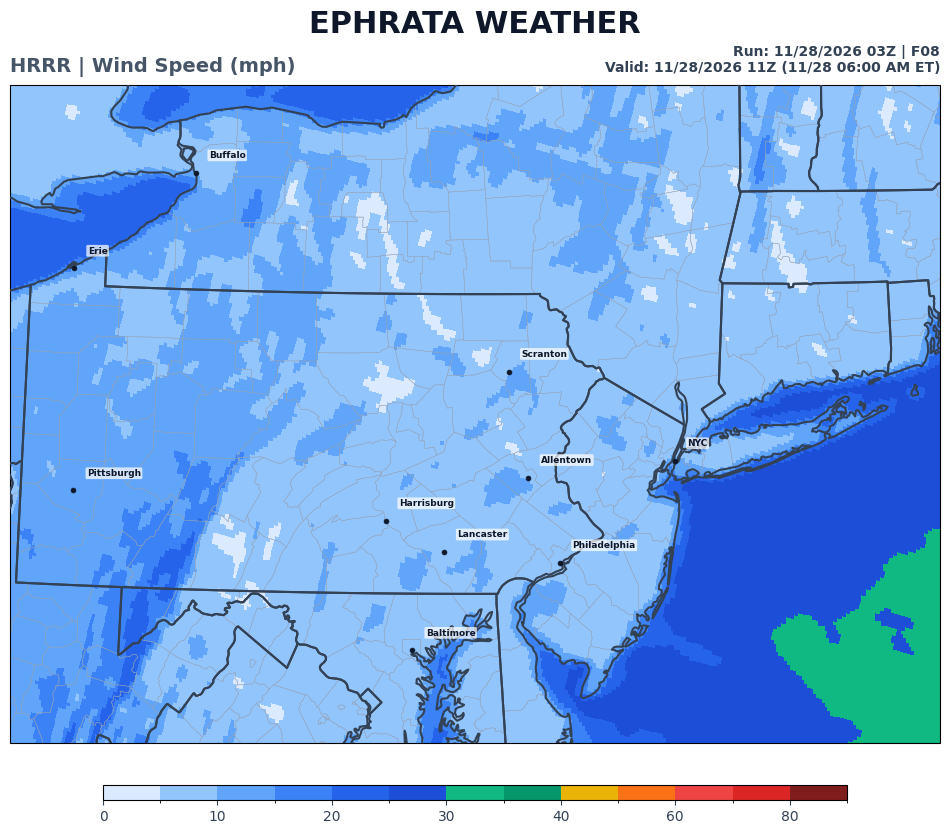 EPHRATA WEATHER
Run: 11/28/2026 03Z | F08
HRRR | Wind Speed (mph)
Valid: 11/28/2026 11Z (11/28 06:00 AM ET)
Buffalo
Erie
Scranton
NYC
Allentown
Pittsburgh
Harrisburg
Lancaster
Philadelphia
Baltimore
0 10 20 30 40 60 80